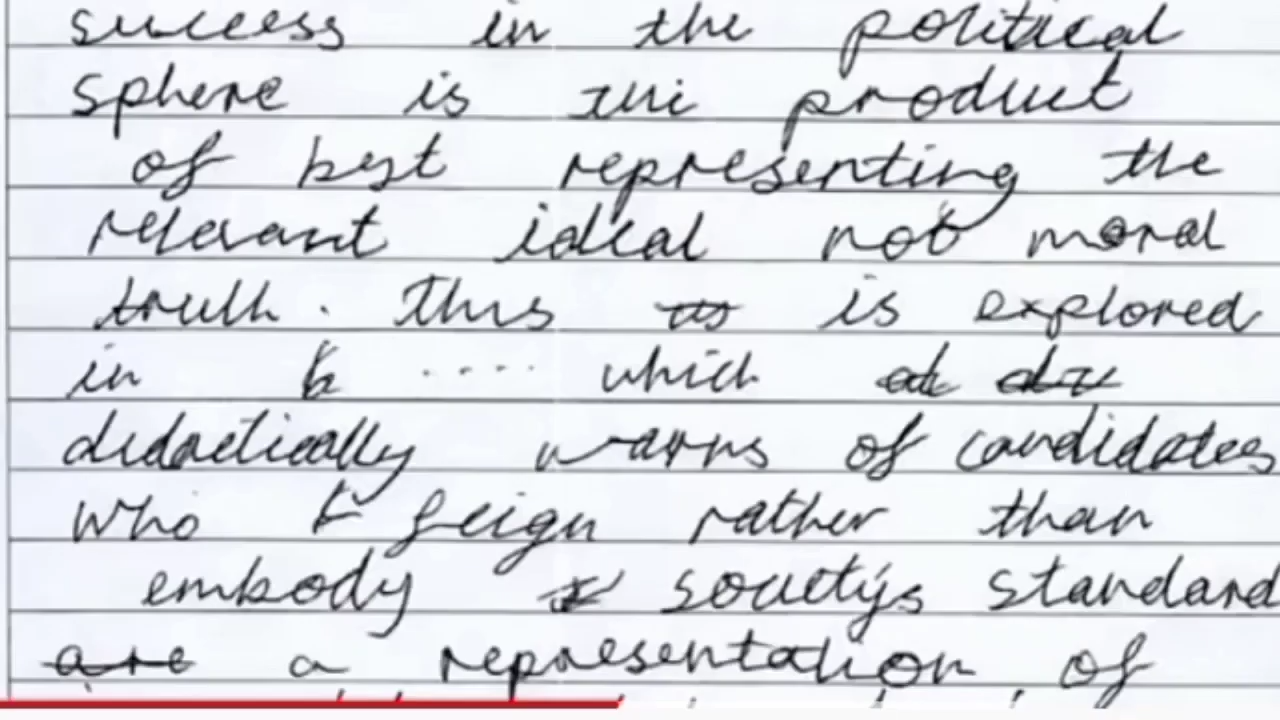 success in the political
sphere is the product
of best representing the
relevant ideal not moral
truth. This is explored
in k ···· which
didactically warns of candidates
who feign rather than
embody society's standard
are a representation of